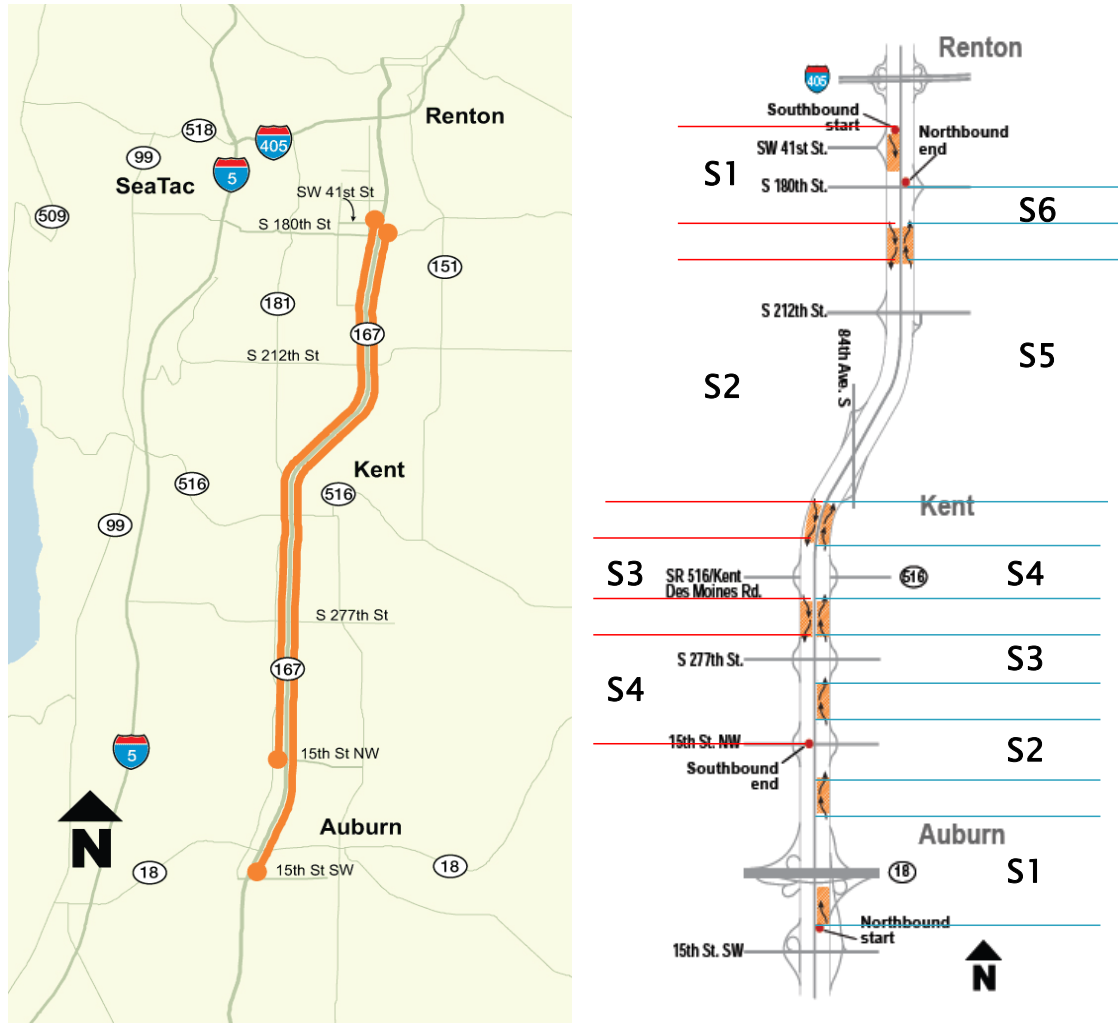 Renton
518
405
99
5
SeaTac
SW 41st St
509
S 180th St
151
181
167
S 212th St
Kent
516
516
99
S 277th St
167
15th St NW
5
N
Auburn
18
18
15th St SW
Renton
405
Southbound
start
Northbound
end
SW 41st St.
S1
S 180th St.
S6
S 212th St.
84th Ave. S
S5
S2
Kent
S3
SR 516/Kent
Des Moines Rd.
516
S4
S 277th St.
S3
S4
15th St. NW
S2
Southbound
end
Auburn
18
S1
Northbound
start
15th St. SW
N